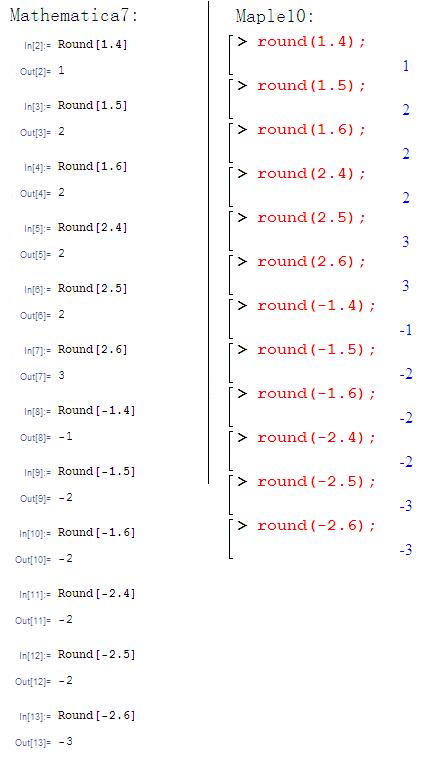 Mathematica7:
In[2]:= Round[1.4]
Out[2]= 1
In[3]:= Round[1.5]
Out[3]= 2
In[4]:= Round[1.6]
Out[4]= 2
In[5]:= Round[2.4]
Out[5]= 2
In[6]:= Round[2.5]
Out[6]= 2
In[7]:= Round[2.6]
Out[7]= 3
In[8]:= Round[-1.4]
Out[8]= -1
In[9]:= Round[-1.5]
Out[9]= -2
In[10]:= Round[-1.6]
Out[10]= -2
In[11]:= Round[-2.4]
Out[11]= -2
In[12]:= Round[-2.5]
Out[12]= -2
In[13]:= Round[-2.6]
Out[13]= -3
Maple10:
> round(1.4);
1
> round(1.5);
2
> round(1.6);
2
> round(2.4);
2
> round(2.5);
3
> round(2.6);
3
> round(-1.4);
-1
> round(-1.5);
-2
> round(-1.6);
-2
> round(-2.4);
-2
> round(-2.5);
-3
> round(-2.6);
-3